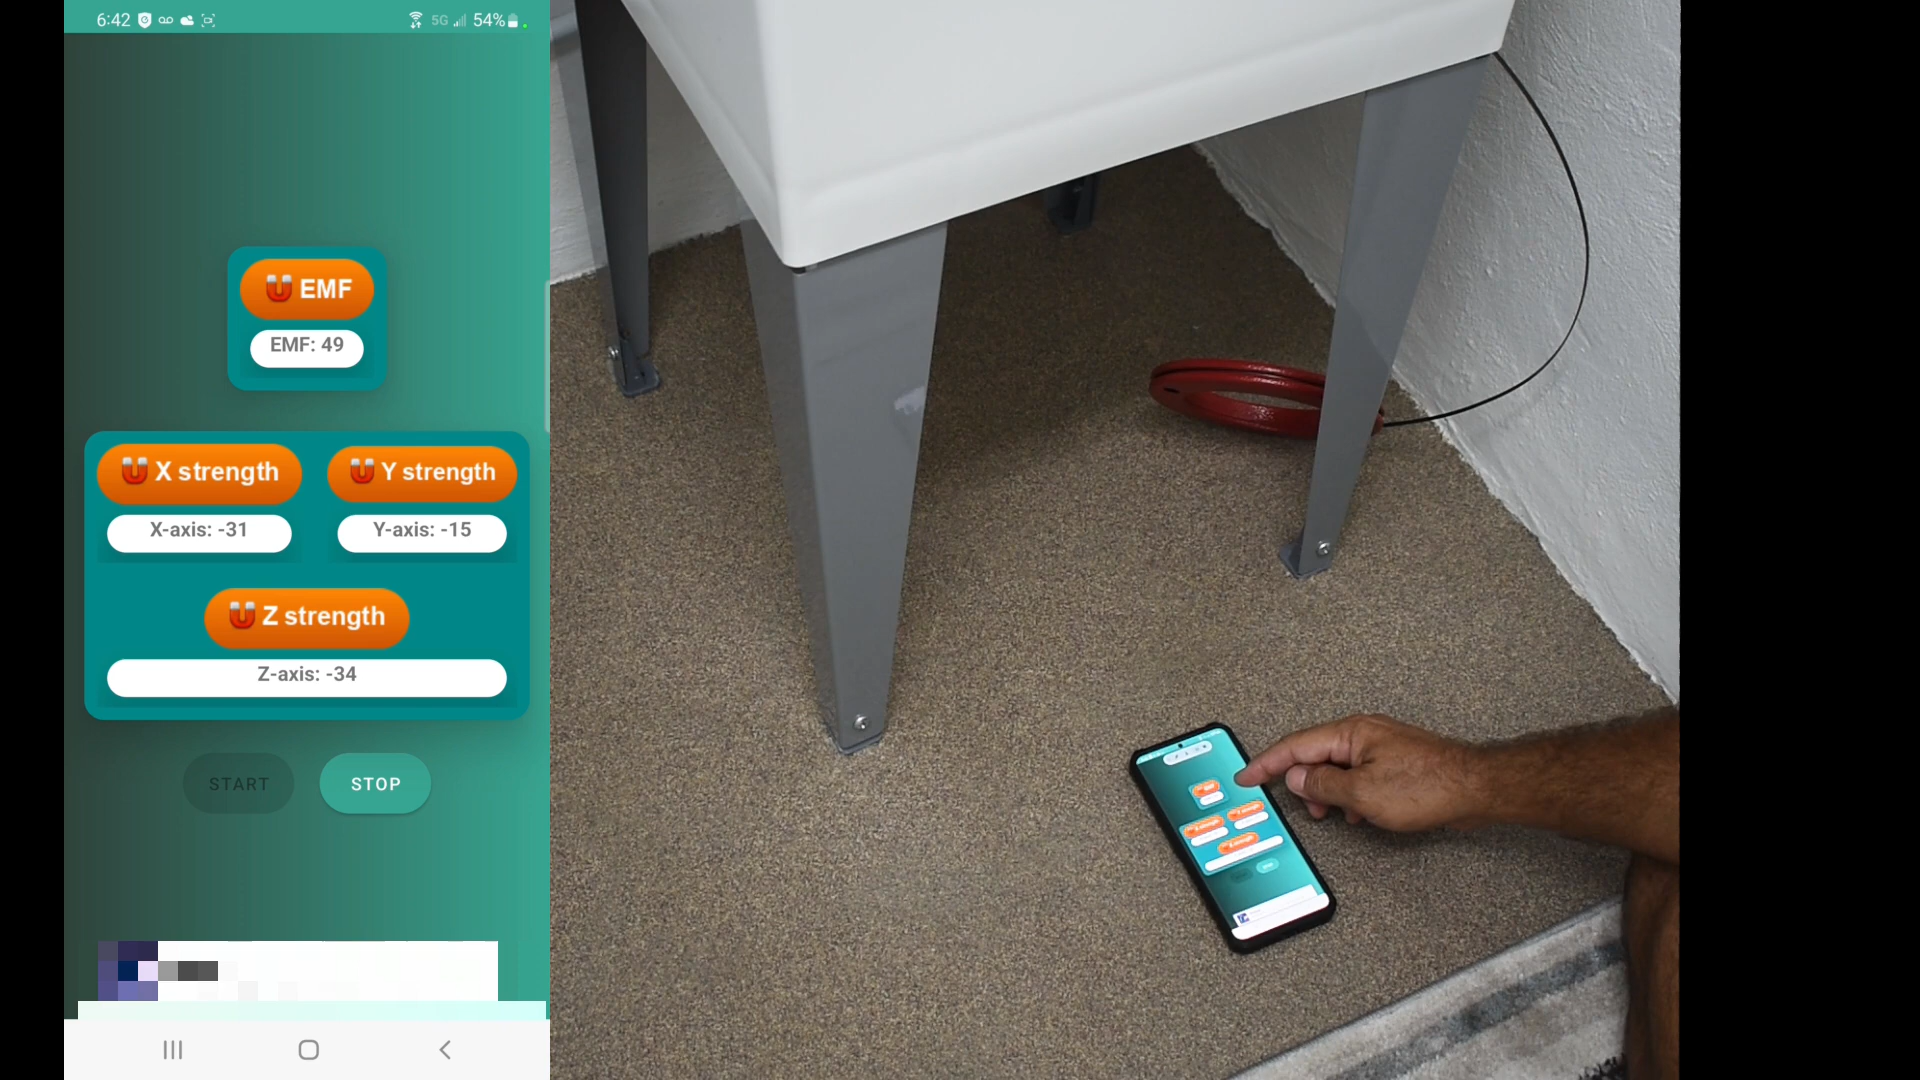 6:42 5G 54%
EMF
EMF: 49
X strength Y strength
X-axis: -31 Y-axis: -15
Z strength
Z-axis: -34
START STOP